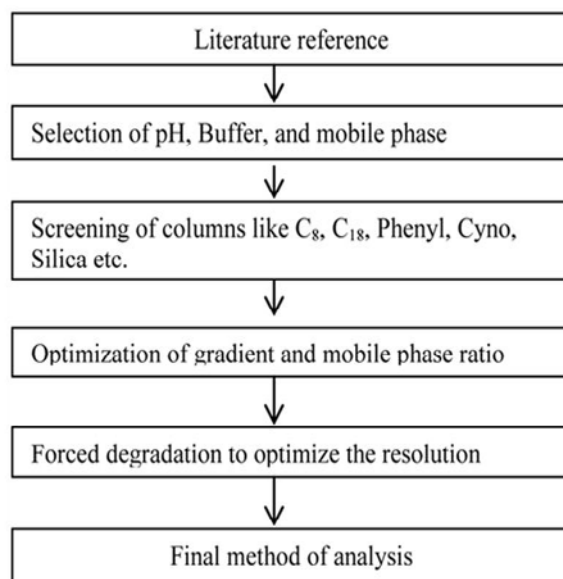 Literature reference
Selection of pH, Buffer, and mobile phase
Screening of columns like C₈, C₁₈, Phenyl, Cyno,
Silica etc.
Optimization of gradient and mobile phase ratio
Forced degradation to optimize the resolution
Final method of analysis